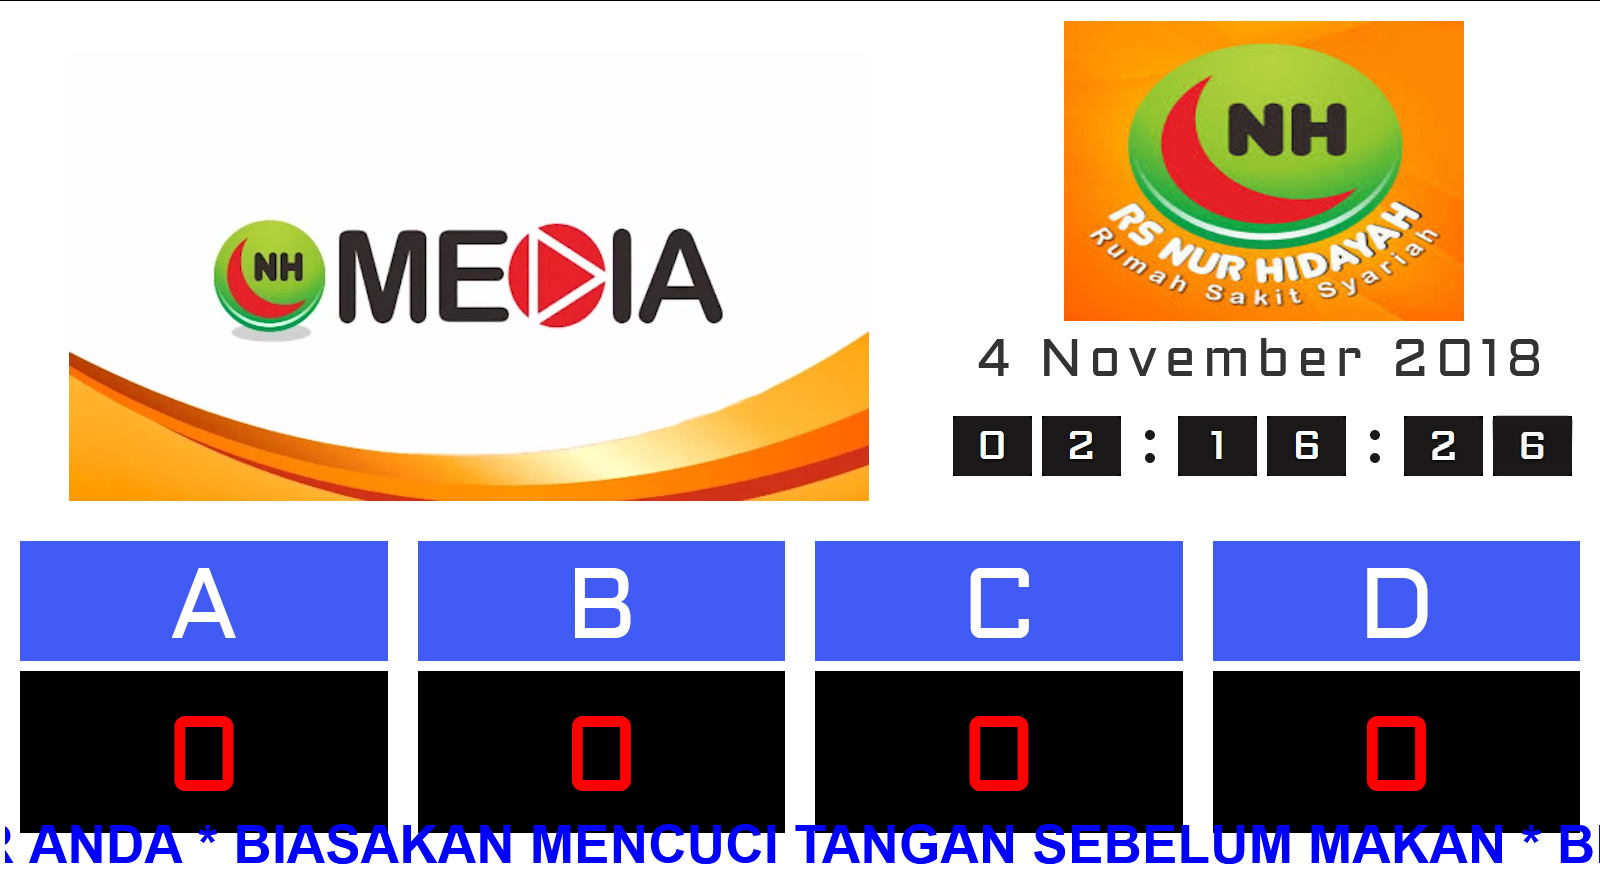 NH MEDIA
NH
RS NUR HIDAYAH
Rumah Sakit Syariah
4 November 2018
02:16:26
A B C D
0 0 0 0
ANDA * BIASAKAN MENCUCI TANGAN SEBELUM MAKAN *